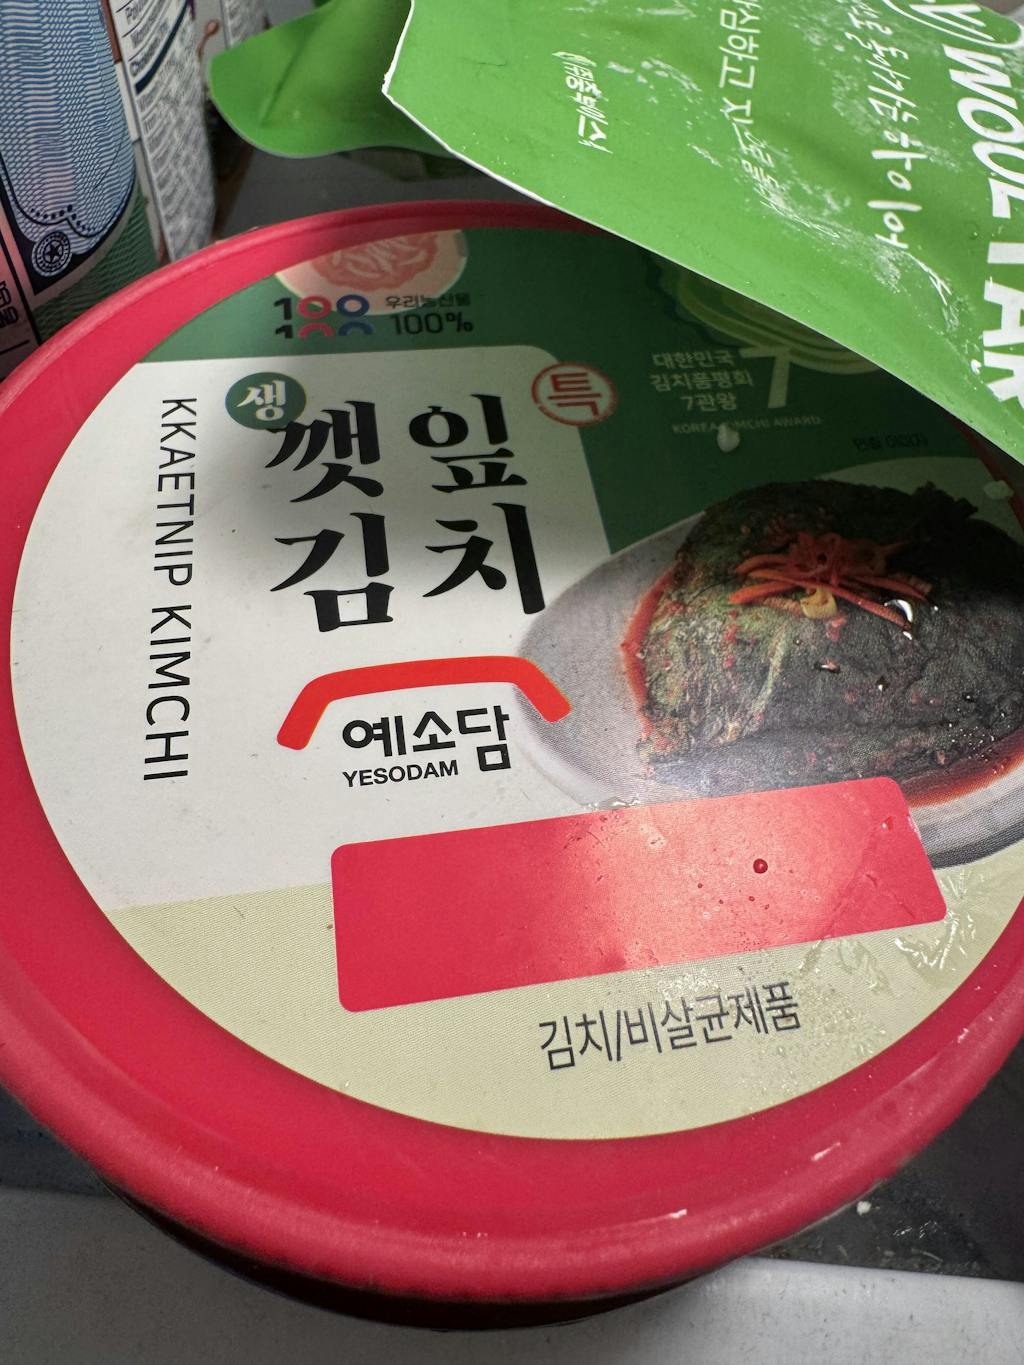 우리농산물
100%
생
특
깻잎
김치
KKAETNIP KIMCHI
예소담
YESODAM
대한민국
김치품평회
7관왕
7
KOREA KIMCHI AWARD
김치/비살균제품